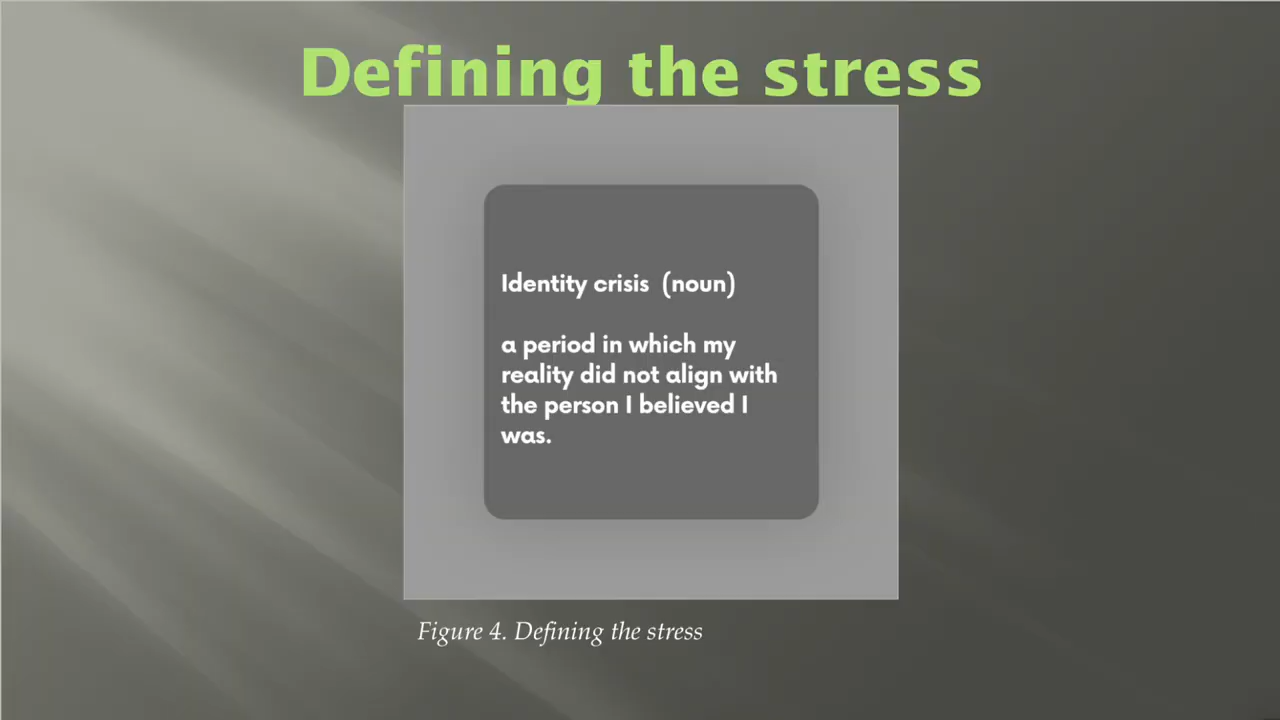 Defining the stress
Identity crisis (noun)
a period in which my
reality did not align with
the person I believed I
was.
Figure 4. Defining the stress